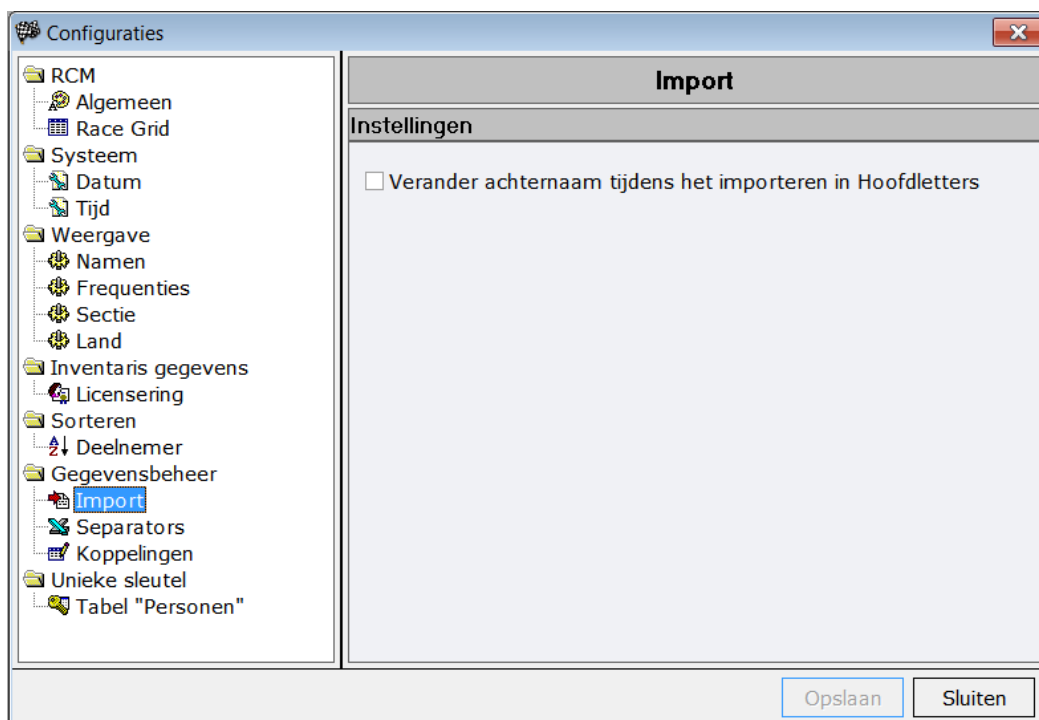 Configuraties
RCM
Algemeen
Race Grid
Systeem
Datum
Tijd
Weergave
Namen
Frequenties
Sectie
Land
Inventaris gegevens
Licensering
Sorteren
Deelnemer
Gegevensbeheer
Import
Separators
Koppelingen
Unieke sleutel
Tabel "Personen"
Import
Instellingen
Verander achternaam tijdens het importeren in Hoofdletters
Opslaan
Sluiten